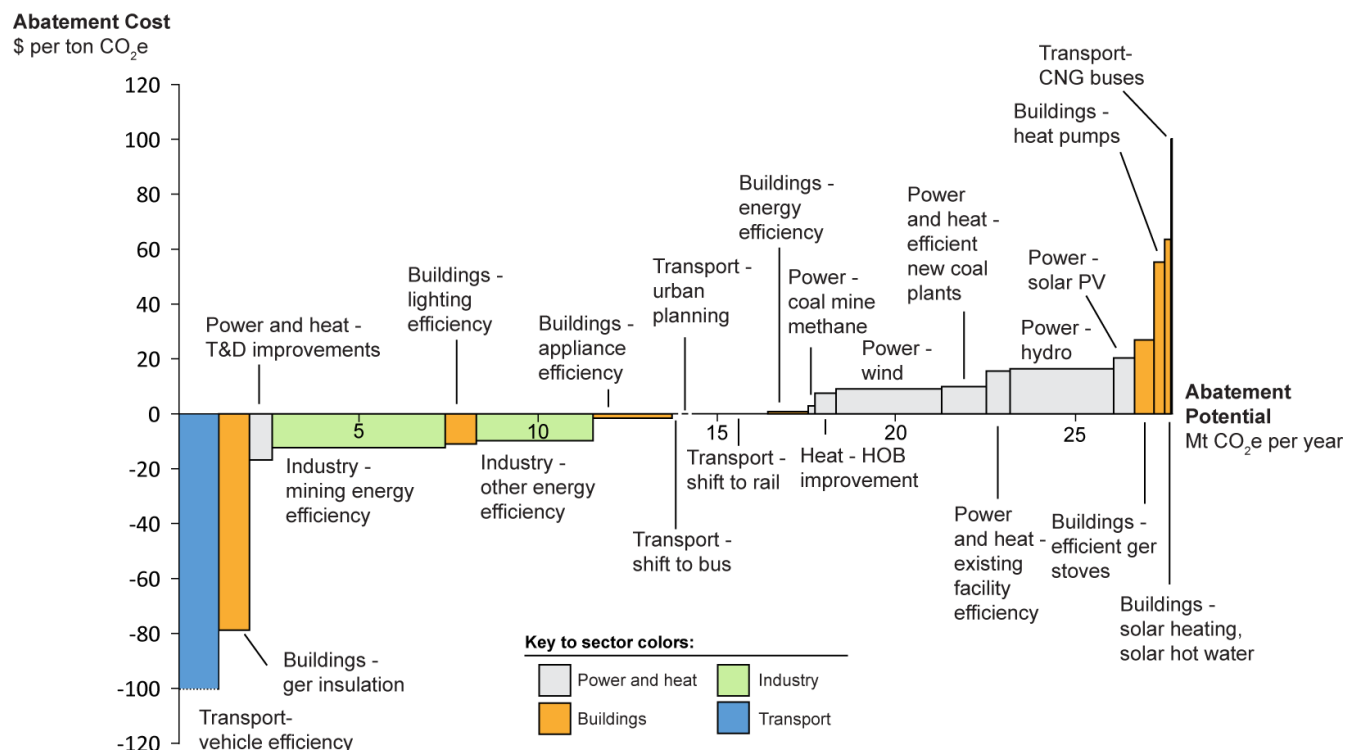 Abatement Cost
$ per ton CO2e
120
100
80
60
40
20
0
-20
-40
-60
-80
-100
-120
5
10
15
20
25
Transport-
vehicle efficiency
Buildings -
ger insulation
Power and heat -
T&D improvements
Industry -
mining energy
efficiency
Buildings -
lighting
efficiency
Industry -
other energy
efficiency
Buildings -
appliance
efficiency
Transport -
shift to bus
Transport -
urban
planning
Transport -
shift to rail
Buildings -
energy
efficiency
Power -
coal mine
methane
Heat - HOB
improvement
Power -
wind
Power
and heat -
efficient
new coal
plants
Power
and heat -
existing
facility
efficiency
Power -
hydro
Power -
solar PV
Buildings -
efficient ger
stoves
Buildings -
heat pumps
Buildings -
solar heating,
solar hot water
Transport-
CNG buses
Abatement
Potential
Mt CO2e per year
Key to sector colors:
Power and heat
Industry
Buildings
Transport